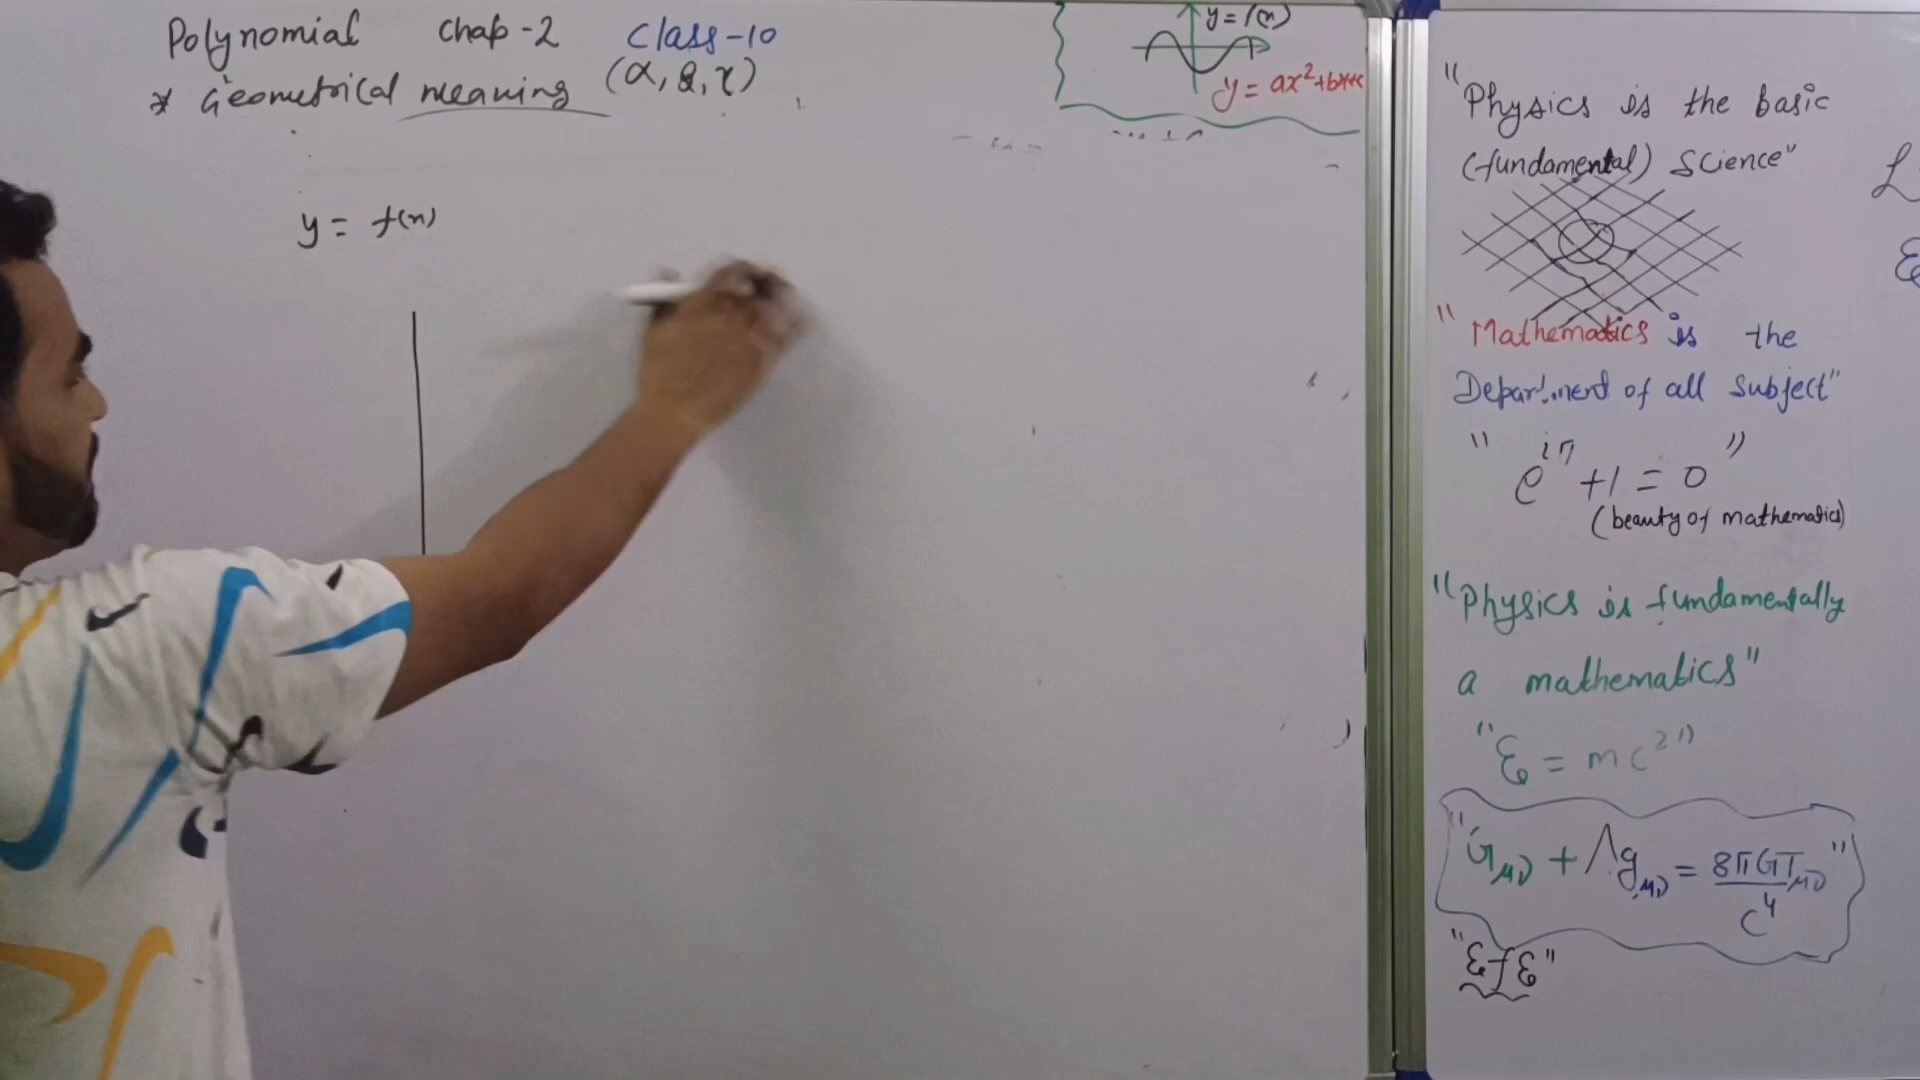 Polynomial Chap-2 Class-10
* Geometrical meaning (α, β, γ)
y = f(x)
y = f(x)
y = ax²+bx+c
"Physics is the basic
(fundamental) Science"
"Mathematics is the
Department of all subject"
" e^{iπ} +1 = 0 "
(beauty of mathematics)
"Physics is fundamentally
a mathematics"
"E = mc²"
"Gμν + Λgμν = 8πGTμν"
c⁴
"EfE"